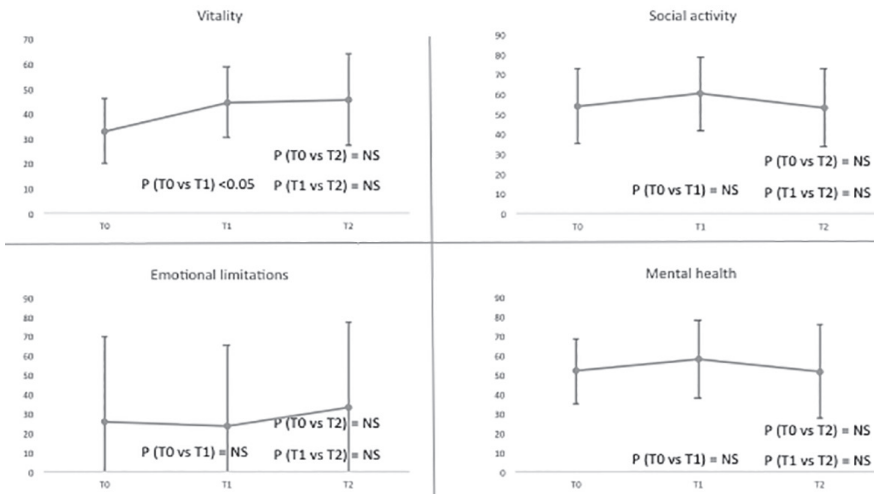 Vitality
70
60
50
40
30
20
10
0
P (T0 vs T2) = NS
P (T0 vs T1) <0.05 P (T1 vs T2) = NS
T0 T1 T2
Social activity
90
80
70
60
50
40
30
20
10
0
P (T0 vs T2) = NS
P (T0 vs T1) = NS P (T1 vs T2) = NS
T0 T1 T2
Emotional limitations
90
80
70
60
50
40
30
20
10
0
P (T0 vs T2) = NS
P (T0 vs T1) = NS P (T1 vs T2) = NS
T0 T1 T2
Mental health
90
80
70
60
50
40
30
20
10
0
P (T0 vs T2) = NS
P (T0 vs T1) = NS P (T1 vs T2) = NS
T0 T1 T2